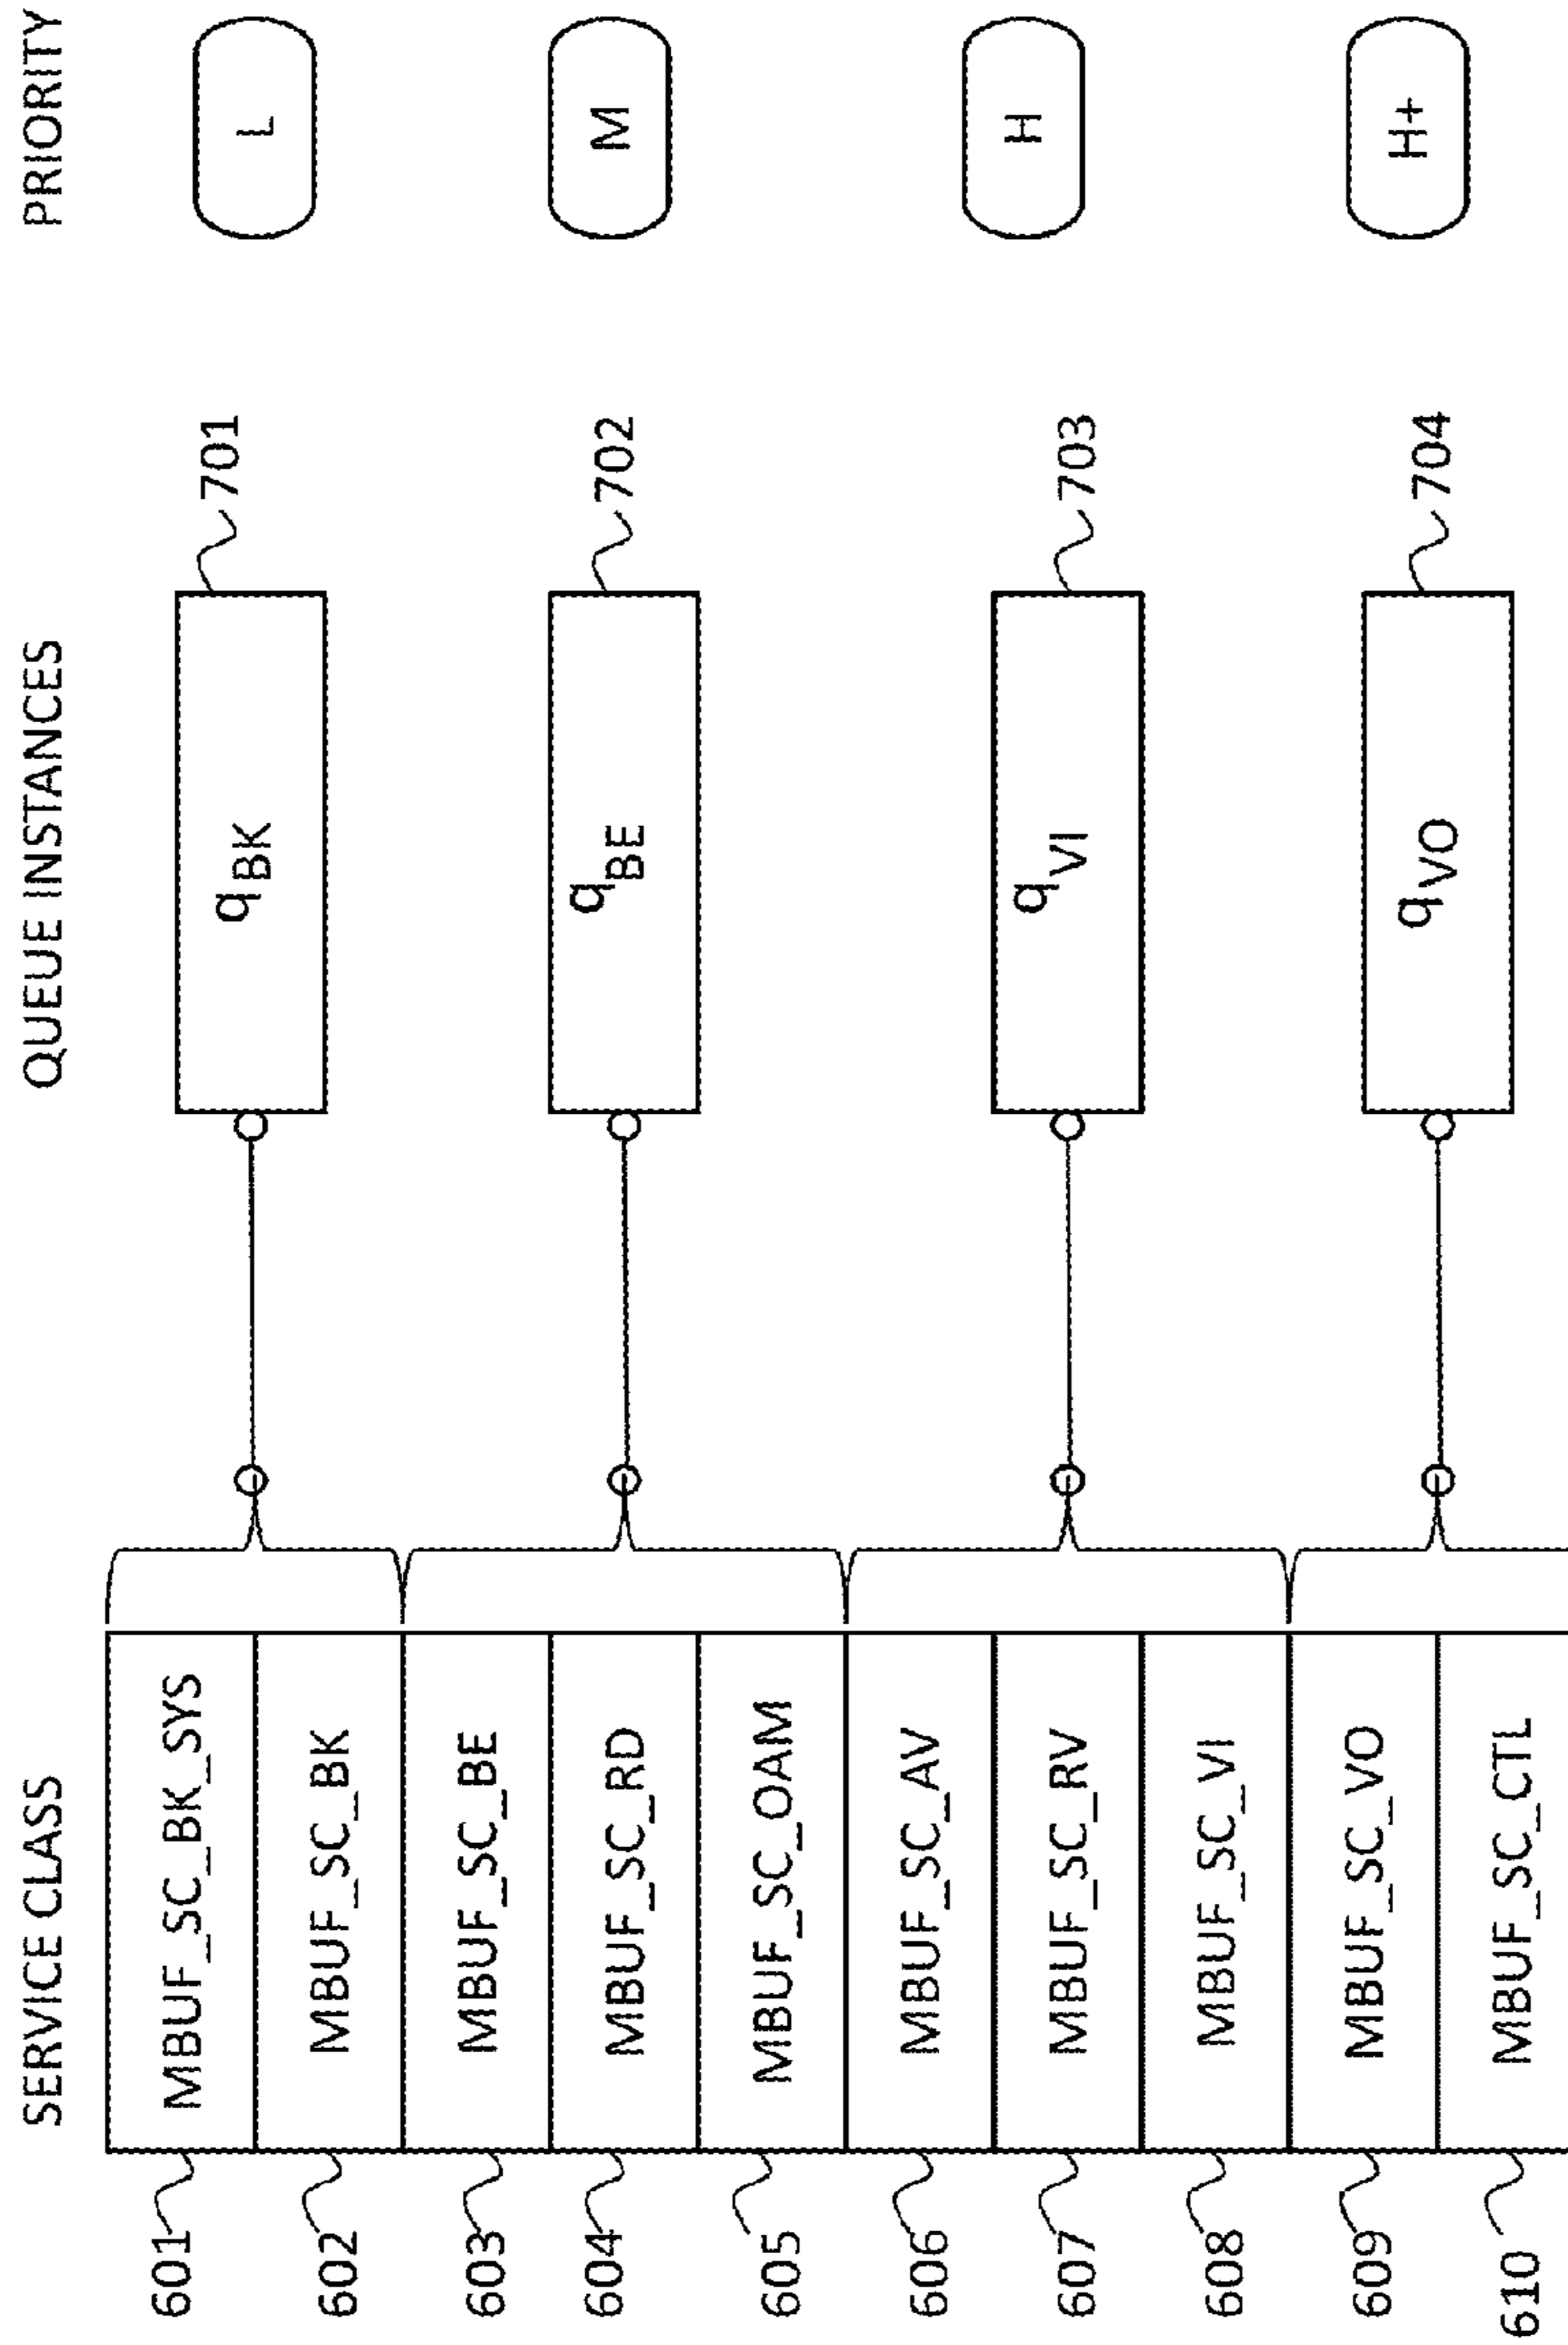 SERVICE CLASS
QUEUE INSTANCES
PRIORITY
601
MBUF_SC_BK_SYS
602
MBUF_SC_BK
qBK
701
L
603
MBUF_SC_BE
604
MBUF_SC_RD
605
MBUF_SC_OAM
qBE
702
M
606
MBUF_SC_AV
607
MBUF_SC_RV
608
MBUF_SC_VI
qVI
703
H
609
MBUF_SC_VO
610
MBUF_SC_CTL
qVO
704
H+